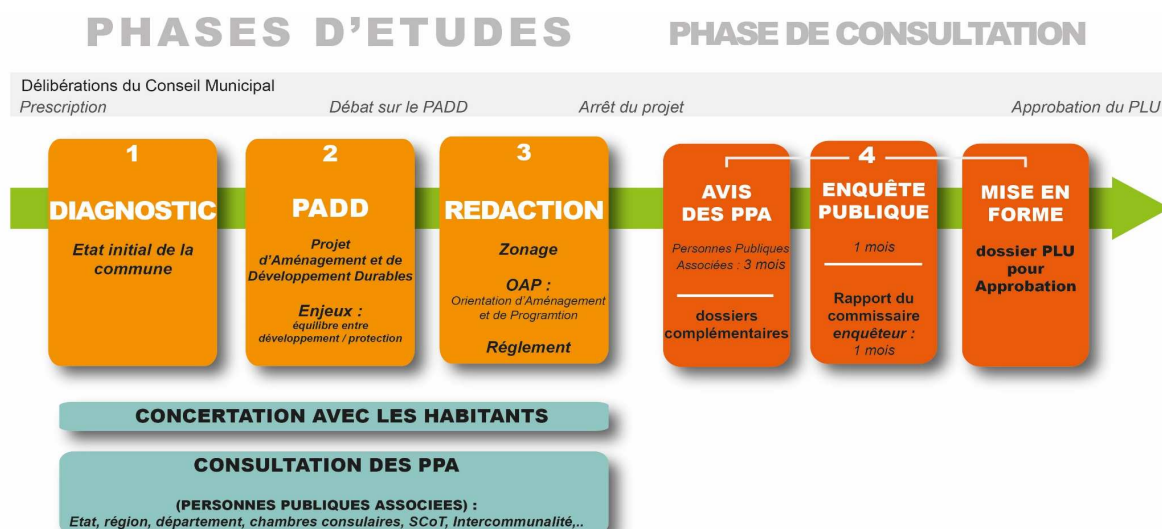 PHASES D'ETUDES
PHASE DE CONSULTATION
Délibérations du Conseil Municipal
Prescription
Débat sur le PADD
Arrêt du projet
Approbation du PLU
1
DIAGNOSTIC
Etat initial de la
commune
2
PADD
Projet
d'Aménagement et de
Développement Durables
Enjeux :
équilibre entre
développement / protection
3
REDACTION
Zonage
OAP :
Orientation d'Aménagement
et de Programtion
Réglement
4
AVIS
DES PPA
Personnes Publiques
Associées : 3 mois
dossiers
complémentaires
ENQUÊTE
PUBLIQUE
1 mois
Rapport du
commissaire
enquêteur :
1 mois
MISE EN
FORME
dossier PLU
pour
Approbation
CONCERTATION AVEC LES HABITANTS
CONSULTATION DES PPA
(PERSONNES PUBLIQUES ASSOCIEES) :
Etat, région, département, chambres consulaires, SCoT, Intercommunalité,..